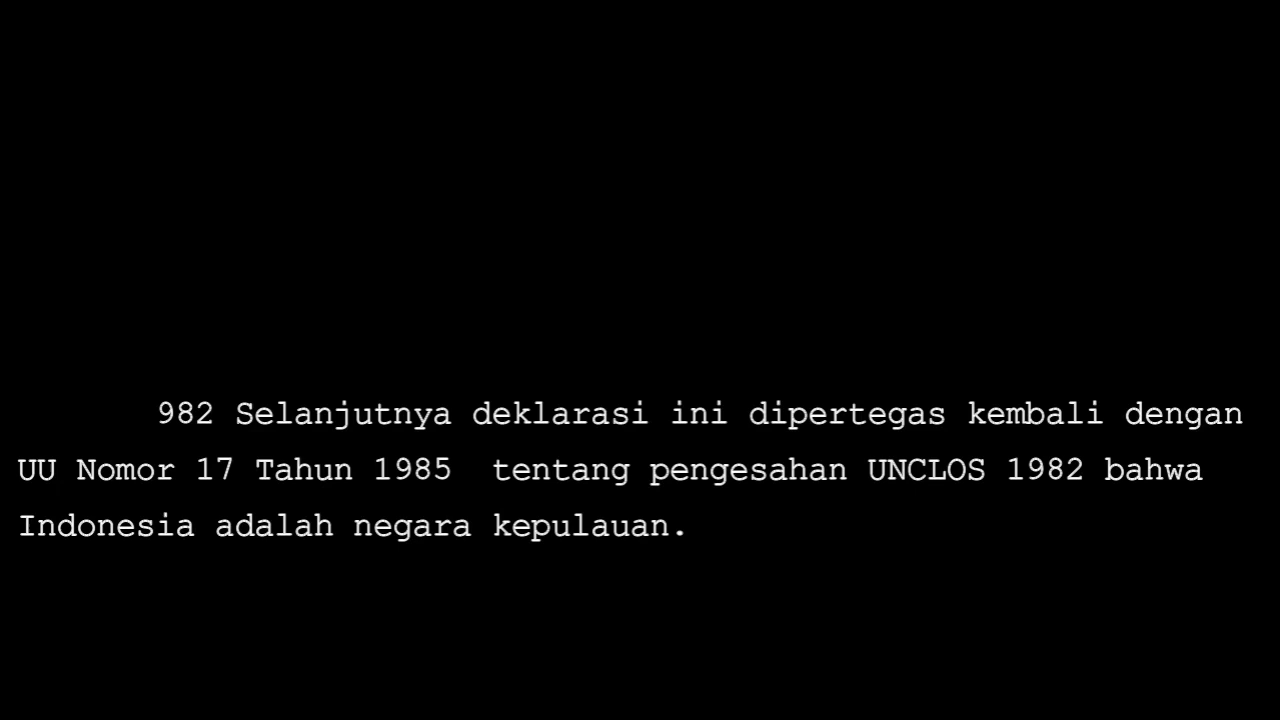 982 Selanjutnya deklarasi ini dipertegas kembali dengan
UU Nomor 17 Tahun 1985  tentang pengesahan UNCLOS 1982 bahwa
Indonesia adalah negara kepulauan.